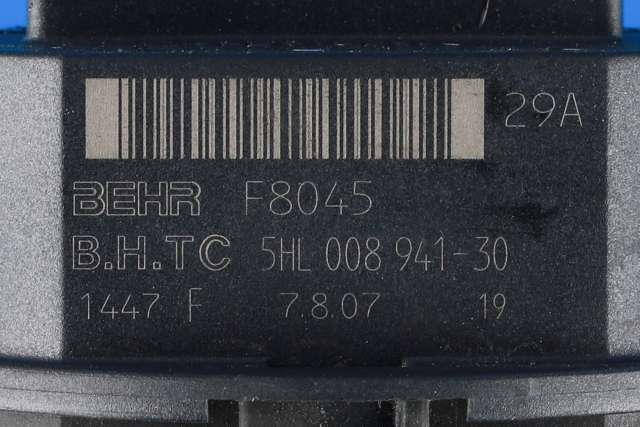 29A
BEHR F8045
B.H.TC 5HL 008 941-30
1447 F 7.8.07 19